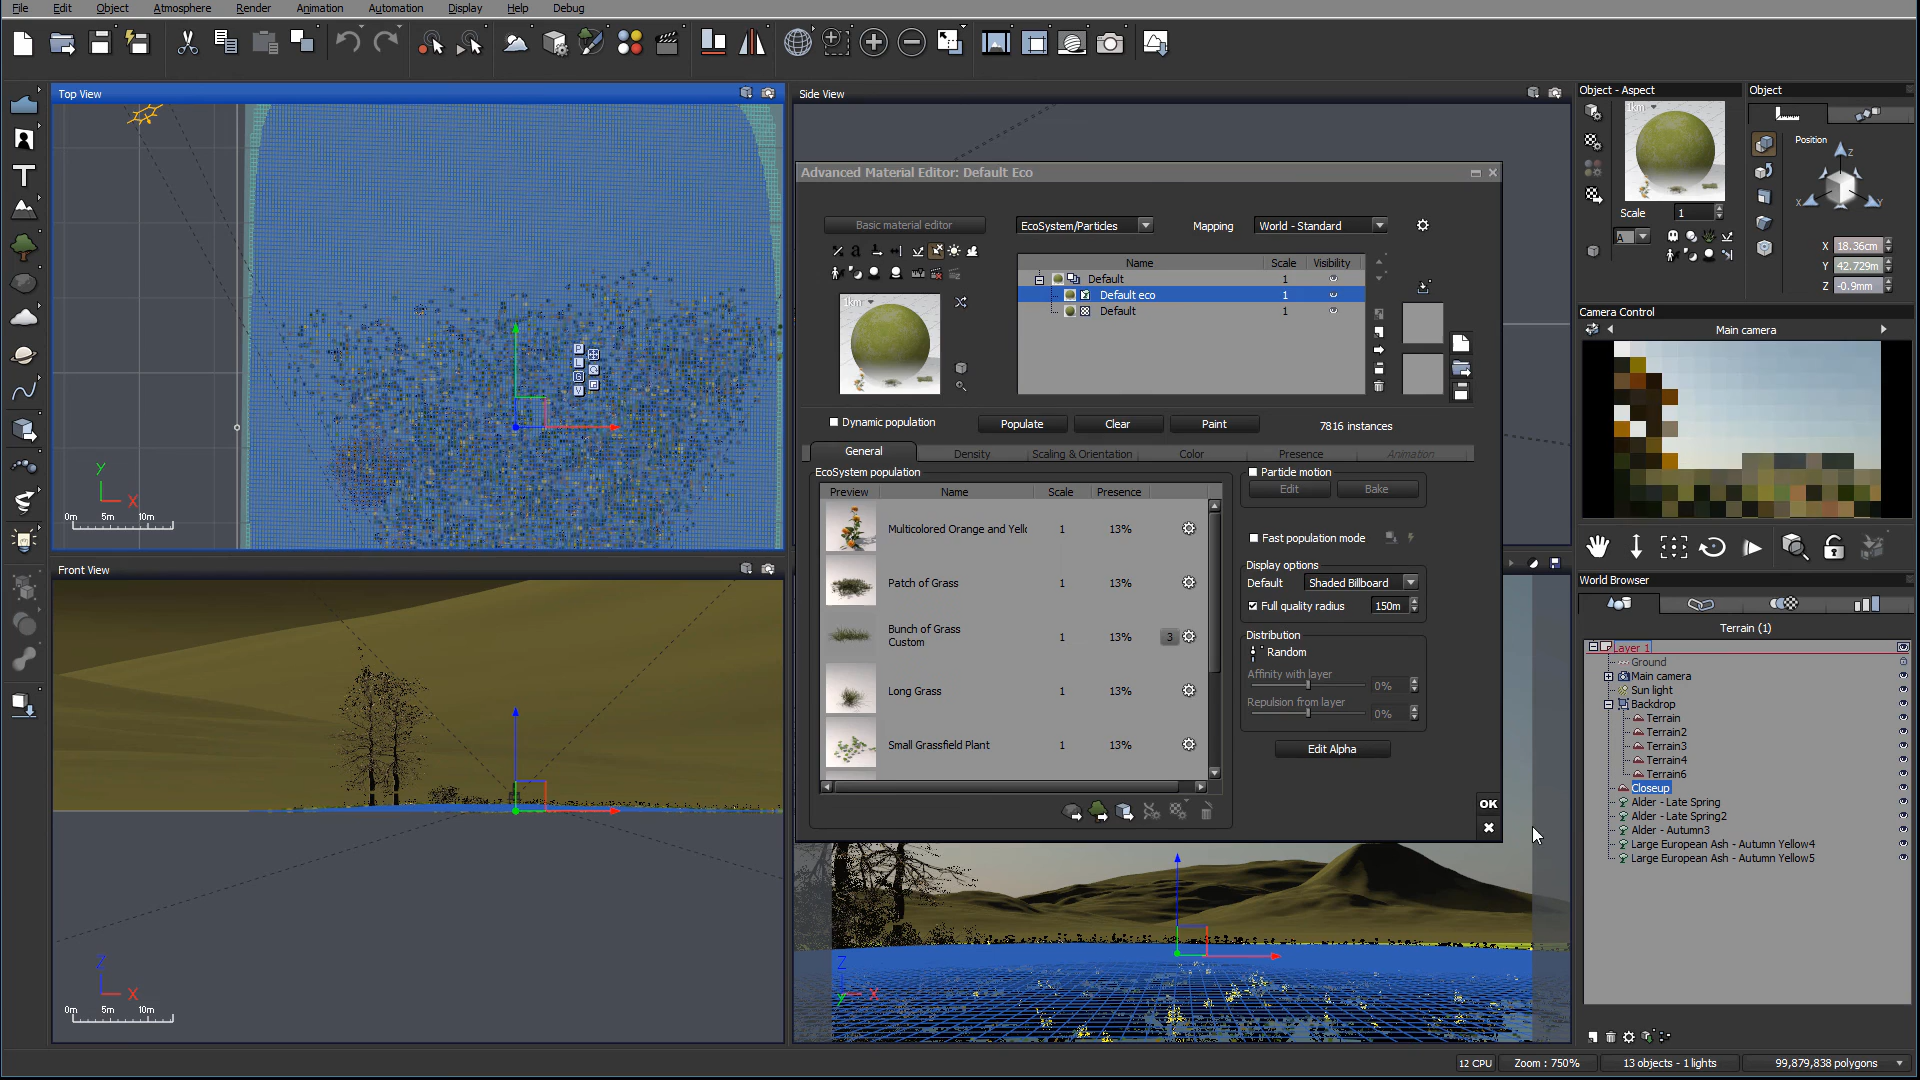 File Edit Object Atmosphere Render Animation Automation Display Help Debug
Top View
Side View
Front View
Y
X
0m 5m 10m
Z
X
0m 5m 10m
Advanced Material Editor: Default Eco
Basic material editor
EcoSystem/Particles
Mapping
World - Standard
Name Scale Visibility
Default 1
Default eco 1
Default 1
1km
Dynamic population
Populate
Clear
Paint
7816 instances
General
Density
Scaling & Orientation
Color
Presence
Animation
EcoSystem population
Preview Name Scale Presence
Multicolored Orange and Yello 1 13%
Patch of Grass 1 13%
Bunch of Grass
Custom 1 13% 3
Long Grass 1 13%
Small Grassfield Plant 1 13%
Particle motion
Edit
Bake
Fast population mode
Display options
Default Shaded Billboard
Full quality radius 150m
Distribution
Random
Affinity with layer
0%
Repulsion from layer
0%
Edit Alpha
OK
Z
Y
X
Object - Aspect
1km
Scale 1
A
Object
Position
Z
X
Y
X 18.36cm
Y 42.729m
Z -0.9mm
Camera Control
Main camera
World Browser
Terrain (1)
Layer 1
Ground
Main camera
Sun light
Backdrop
Terrain
Terrain2
Terrain3
Terrain4
Terrain6
Closeup
Alder - Late Spring
Alder - Late Spring2
Alder - Autumn3
Large European Ash - Autumn Yellow4
Large European Ash - Autumn Yellow5
12 CPU
Zoom : 750%
13 objects - 1 lights
99,879,838 polygons